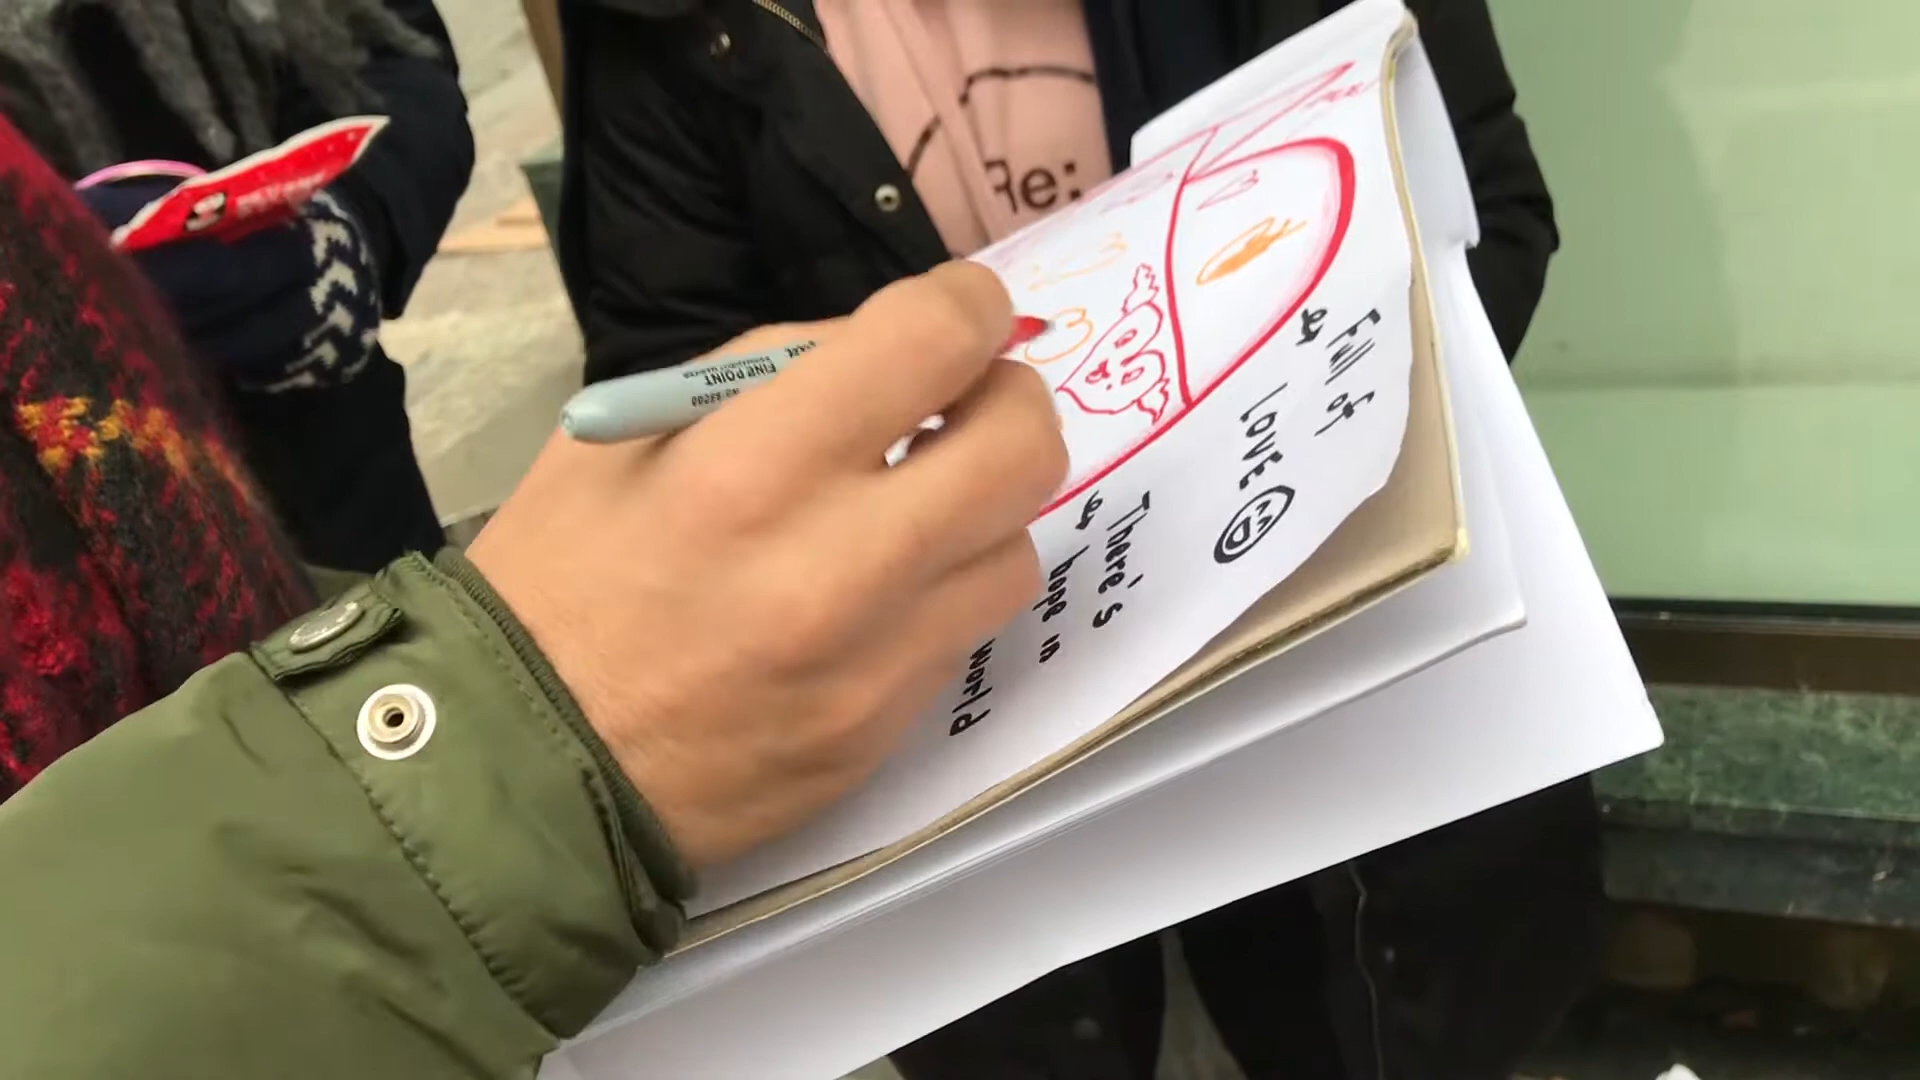 Re:
FINE POINT
Full of
LOVE
There's
hope in
world